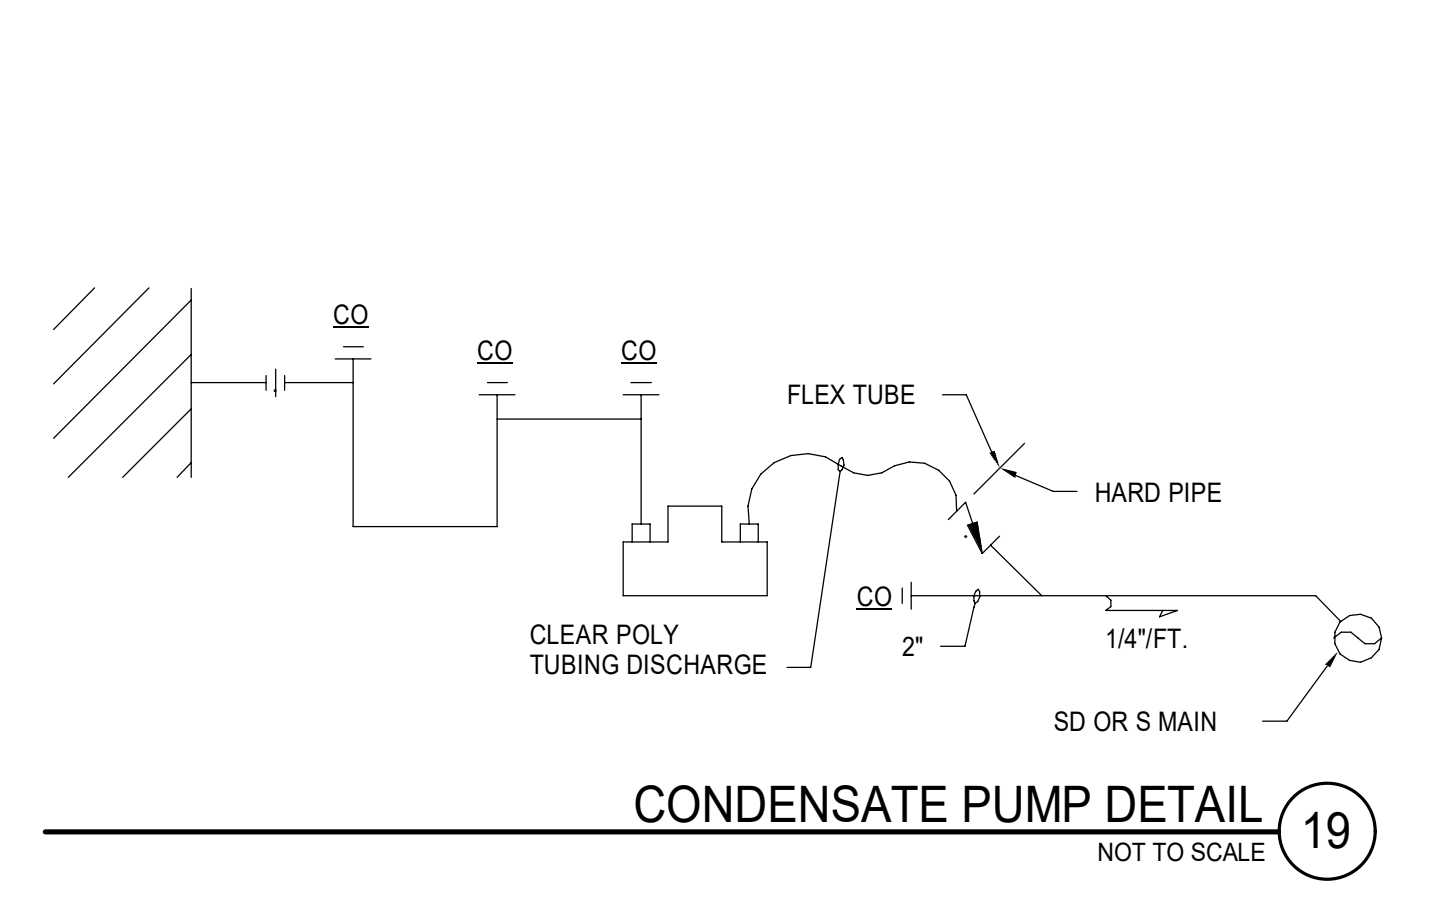 CO
CO
CO
FLEX TUBE
HARD PIPE
CO
2"
1/4"/FT.
CLEAR POLY
TUBING DISCHARGE
SD OR S MAIN
CONDENSATE PUMP DETAIL
19
NOT TO SCALE